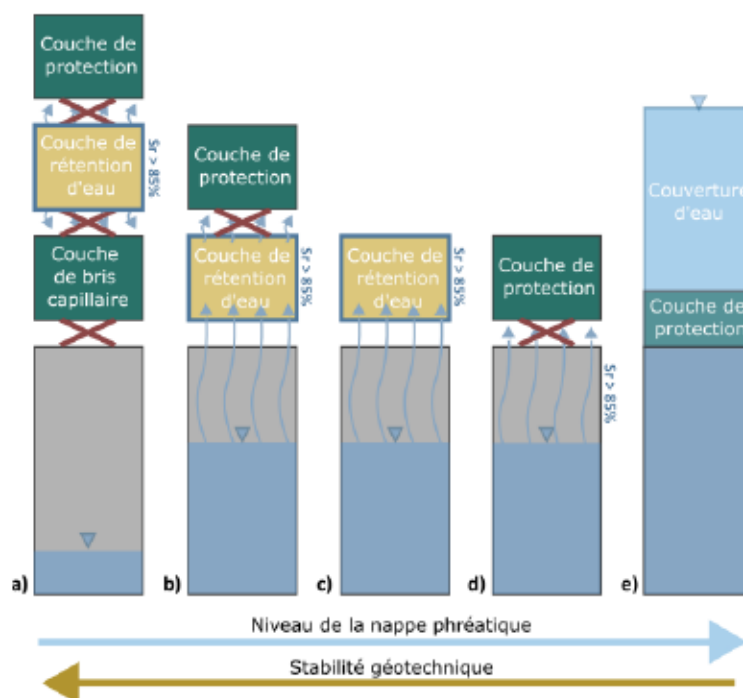 Couche de
protection
Couche de
rétention
d'eau
Sr > 85%
Couche
de bris
capillaire
a)
Couche de
protection
Couche de
rétention
d'eau
Sr > 85%
b)
Couche de
rétention
d'eau
Sr > 85%
c)
Couche de
protection
Sr > 85%
d)
Couverture
d'eau
Couche de
protection
e)
Niveau de la nappe phréatique
Stabilité géotechnique